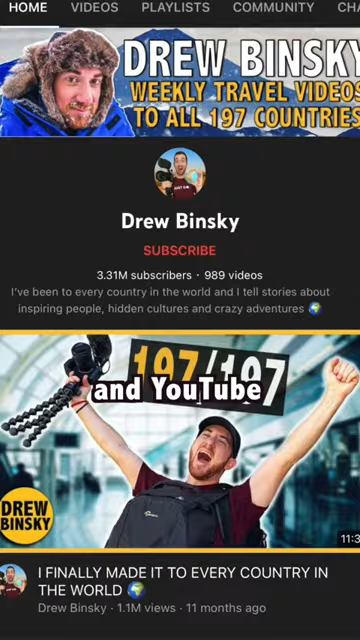 HOME VIDEOS PLAYLISTS COMMUNITY CHA
DREW BINSKY
WEEKLY TRAVEL VIDEOS
TO ALL 197 COUNTRIES
Drew Binsky
SUBSCRIBE
3.31M subscribers · 989 videos
I've been to every country in the world and I tell stories about
inspiring people, hidden cultures and crazy adventures 🌍
197/197
and YouTube
DREW
BINSKY
11:3
I FINALLY MADE IT TO EVERY COUNTRY IN
THE WORLD 🌍
Drew Binsky · 1.1M views · 11 months ago